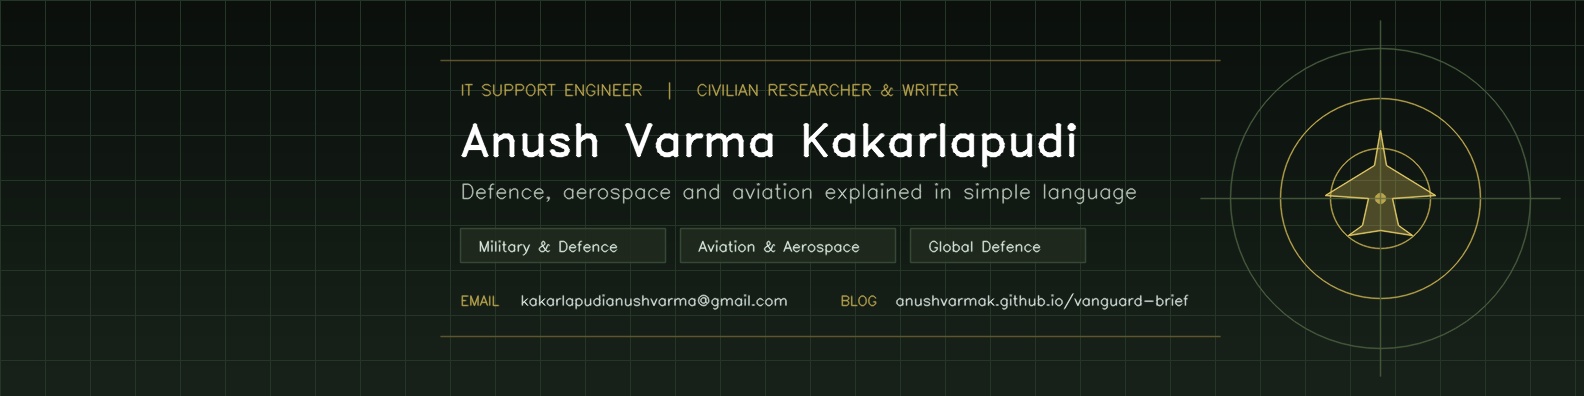 IT SUPPORT ENGINEER | CIVILIAN RESEARCHER & WRITER
Anush Varma Kakarlapudi
Defence, aerospace and aviation explained in simple language
Military & Defence Aviation & Aerospace Global Defence
EMAIL kakarlapudianushvarma@gmail.com BLOG anushvarmak.github.io/vanguard-brief